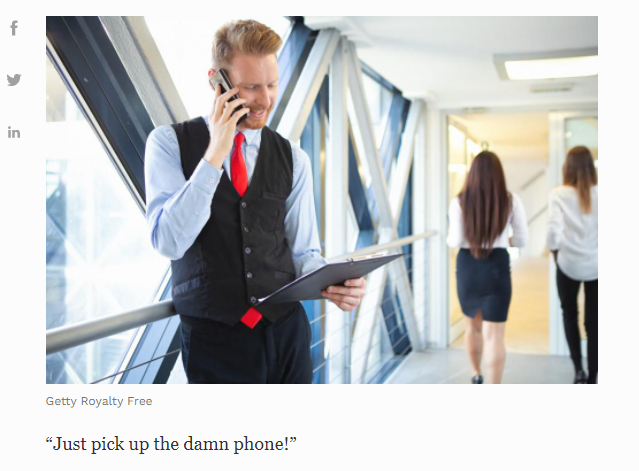 Getty Royalty Free
“Just pick up the damn phone!”